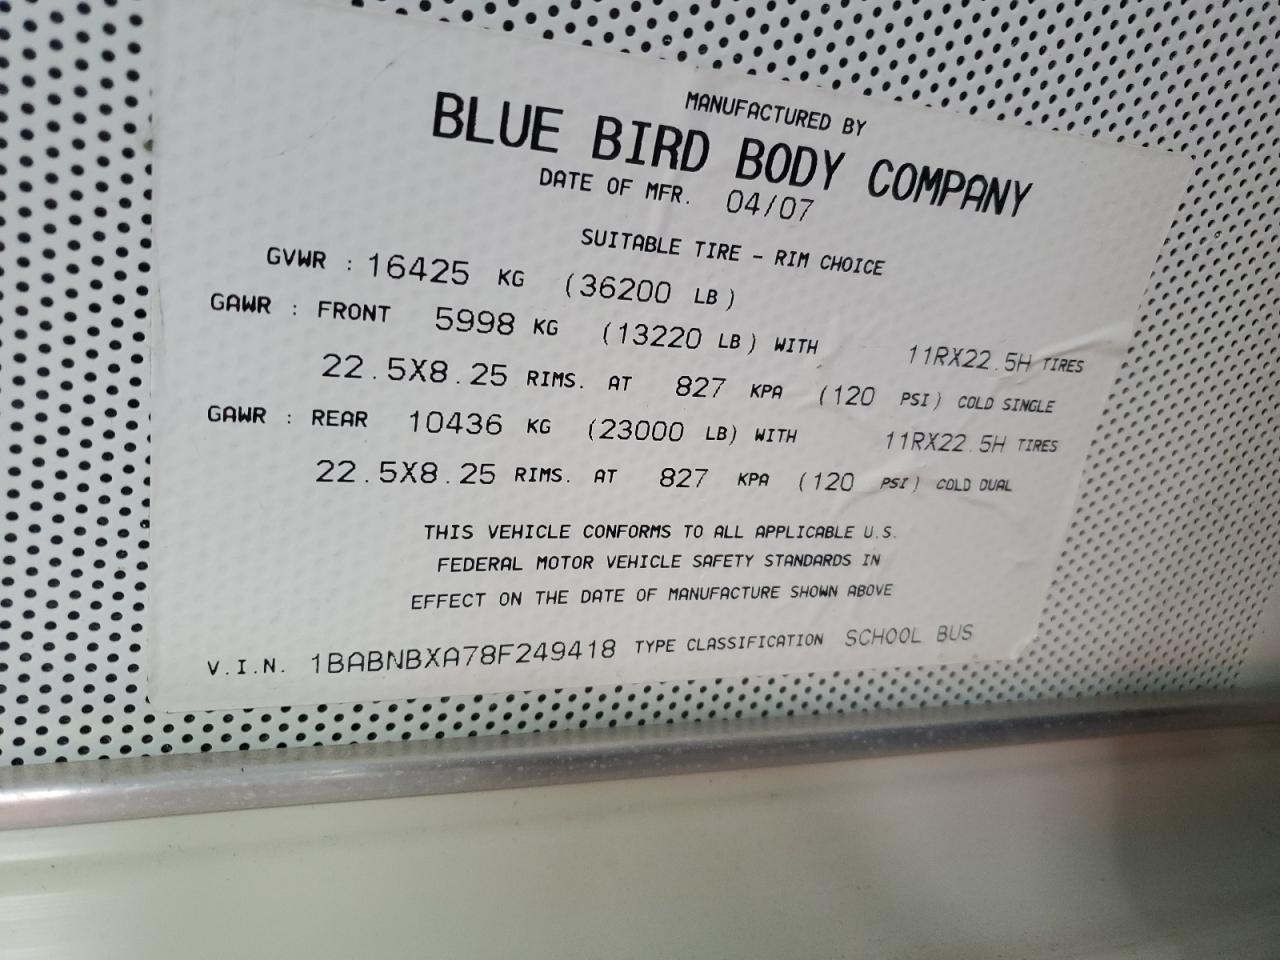 MANUFACTURED BY
BLUE BIRD BODY COMPANY
DATE OF MFR. 04/07
SUITABLE TIRE - RIM CHOICE
GVWR : 16425 KG (36200 LB)
GAWR : FRONT 5998 KG (13220 LB) WITH 11RX22.5H TIRES
22.5X8.25 RIMS. AT 827 KPA (120 PSI) COLD SINGLE
GAWR : REAR 10436 KG (23000 LB) WITH 11RX22.5H TIRES
22.5X8.25 RIMS. AT 827 KPA (120 PSI) COLD DUAL
THIS VEHICLE CONFORMS TO ALL APPLICABLE U.S.
FEDERAL MOTOR VEHICLE SAFETY STANDARDS IN
EFFECT ON THE DATE OF MANUFACTURE SHOWN ABOVE
V.I.N. 1BABNBXA78F249418 TYPE CLASSIFICATION SCHOOL BUS